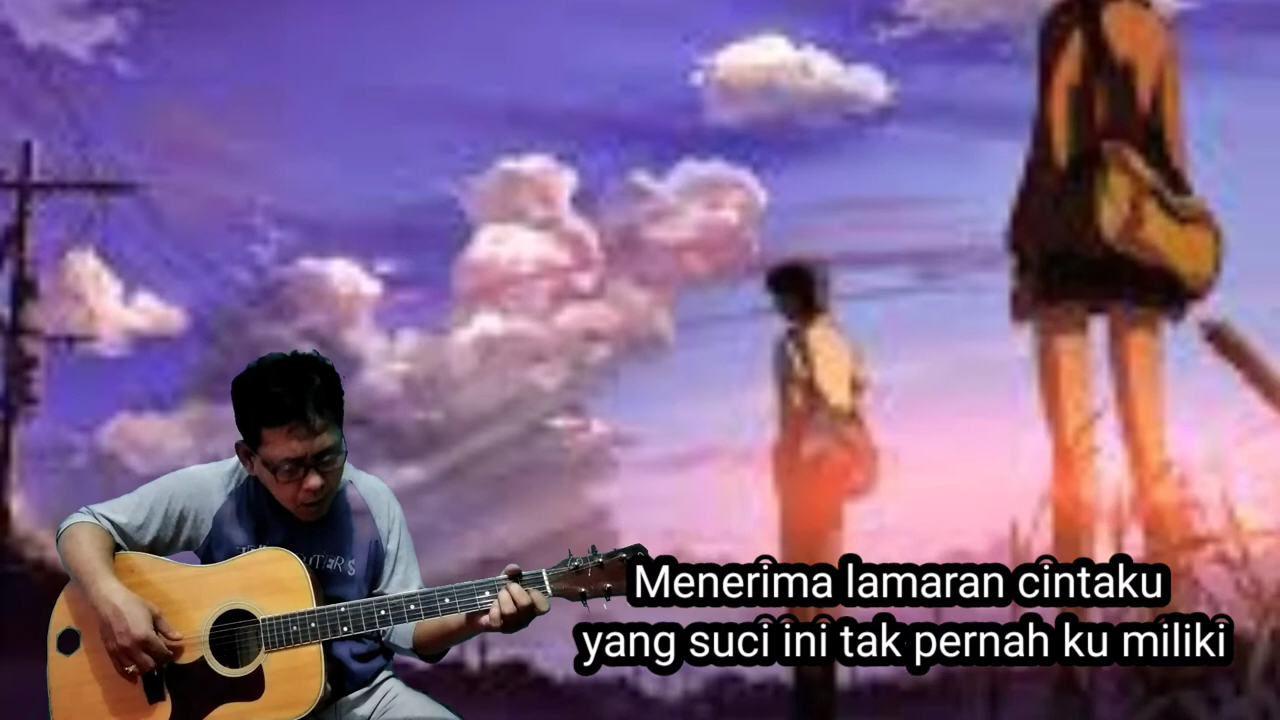 Menerima lamaran cintaku
yang suci ini tak pernah ku miliki